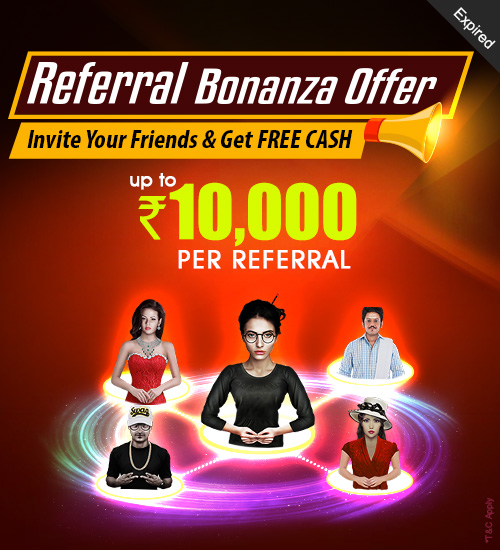 Expired
Referral Bonanza Offer
Invite Your Friends & Get FREE CASH
up to
₹10,000
PER REFERRAL
*T&C Apply